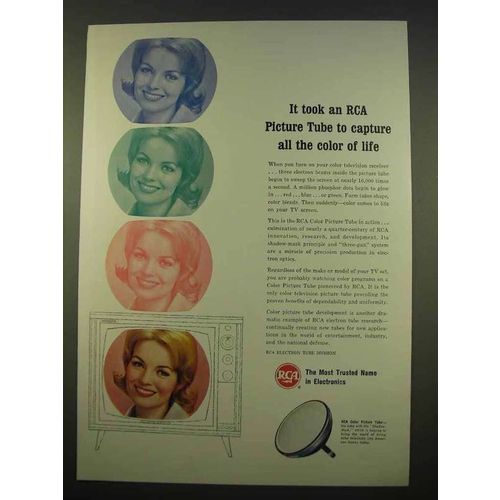 It took an RCA
Picture Tube to capture
all the color of life
When you turn on your color television receiver
. . . three electron beams inside the picture tube
begin to sweep the screen at nearly 16,000 times
a second. A million phosphor dots begin to glow
in . . . red . . . blue . . . or green. Form takes shape,
color blends. Then suddenly—color comes to life
on your TV screen.
This is the RCA Color Picture Tube in action . . .
culmination of nearly a quarter-century of RCA
innovation, research, and development. Its
shadow-mask principle and "three-gun" system
are a miracle of precision production in elec-
tron optics.
Regardless of the make or model of your TV set,
you are probably watching color programs on a
Color Picture Tube pioneered by RCA. It is the
only color television picture tube providing the
proven benefits of dependability and uniformity.
Color picture tube development is another dra-
matic example of RCA electron tube research—
continually creating new tubes for new applica-
tions in the world of entertainment, industry,
and the national defense.
RCA ELECTRON TUBE DIVISION
RCA
The Most Trusted Name
in Electronics
RCA Color Picture Tube—